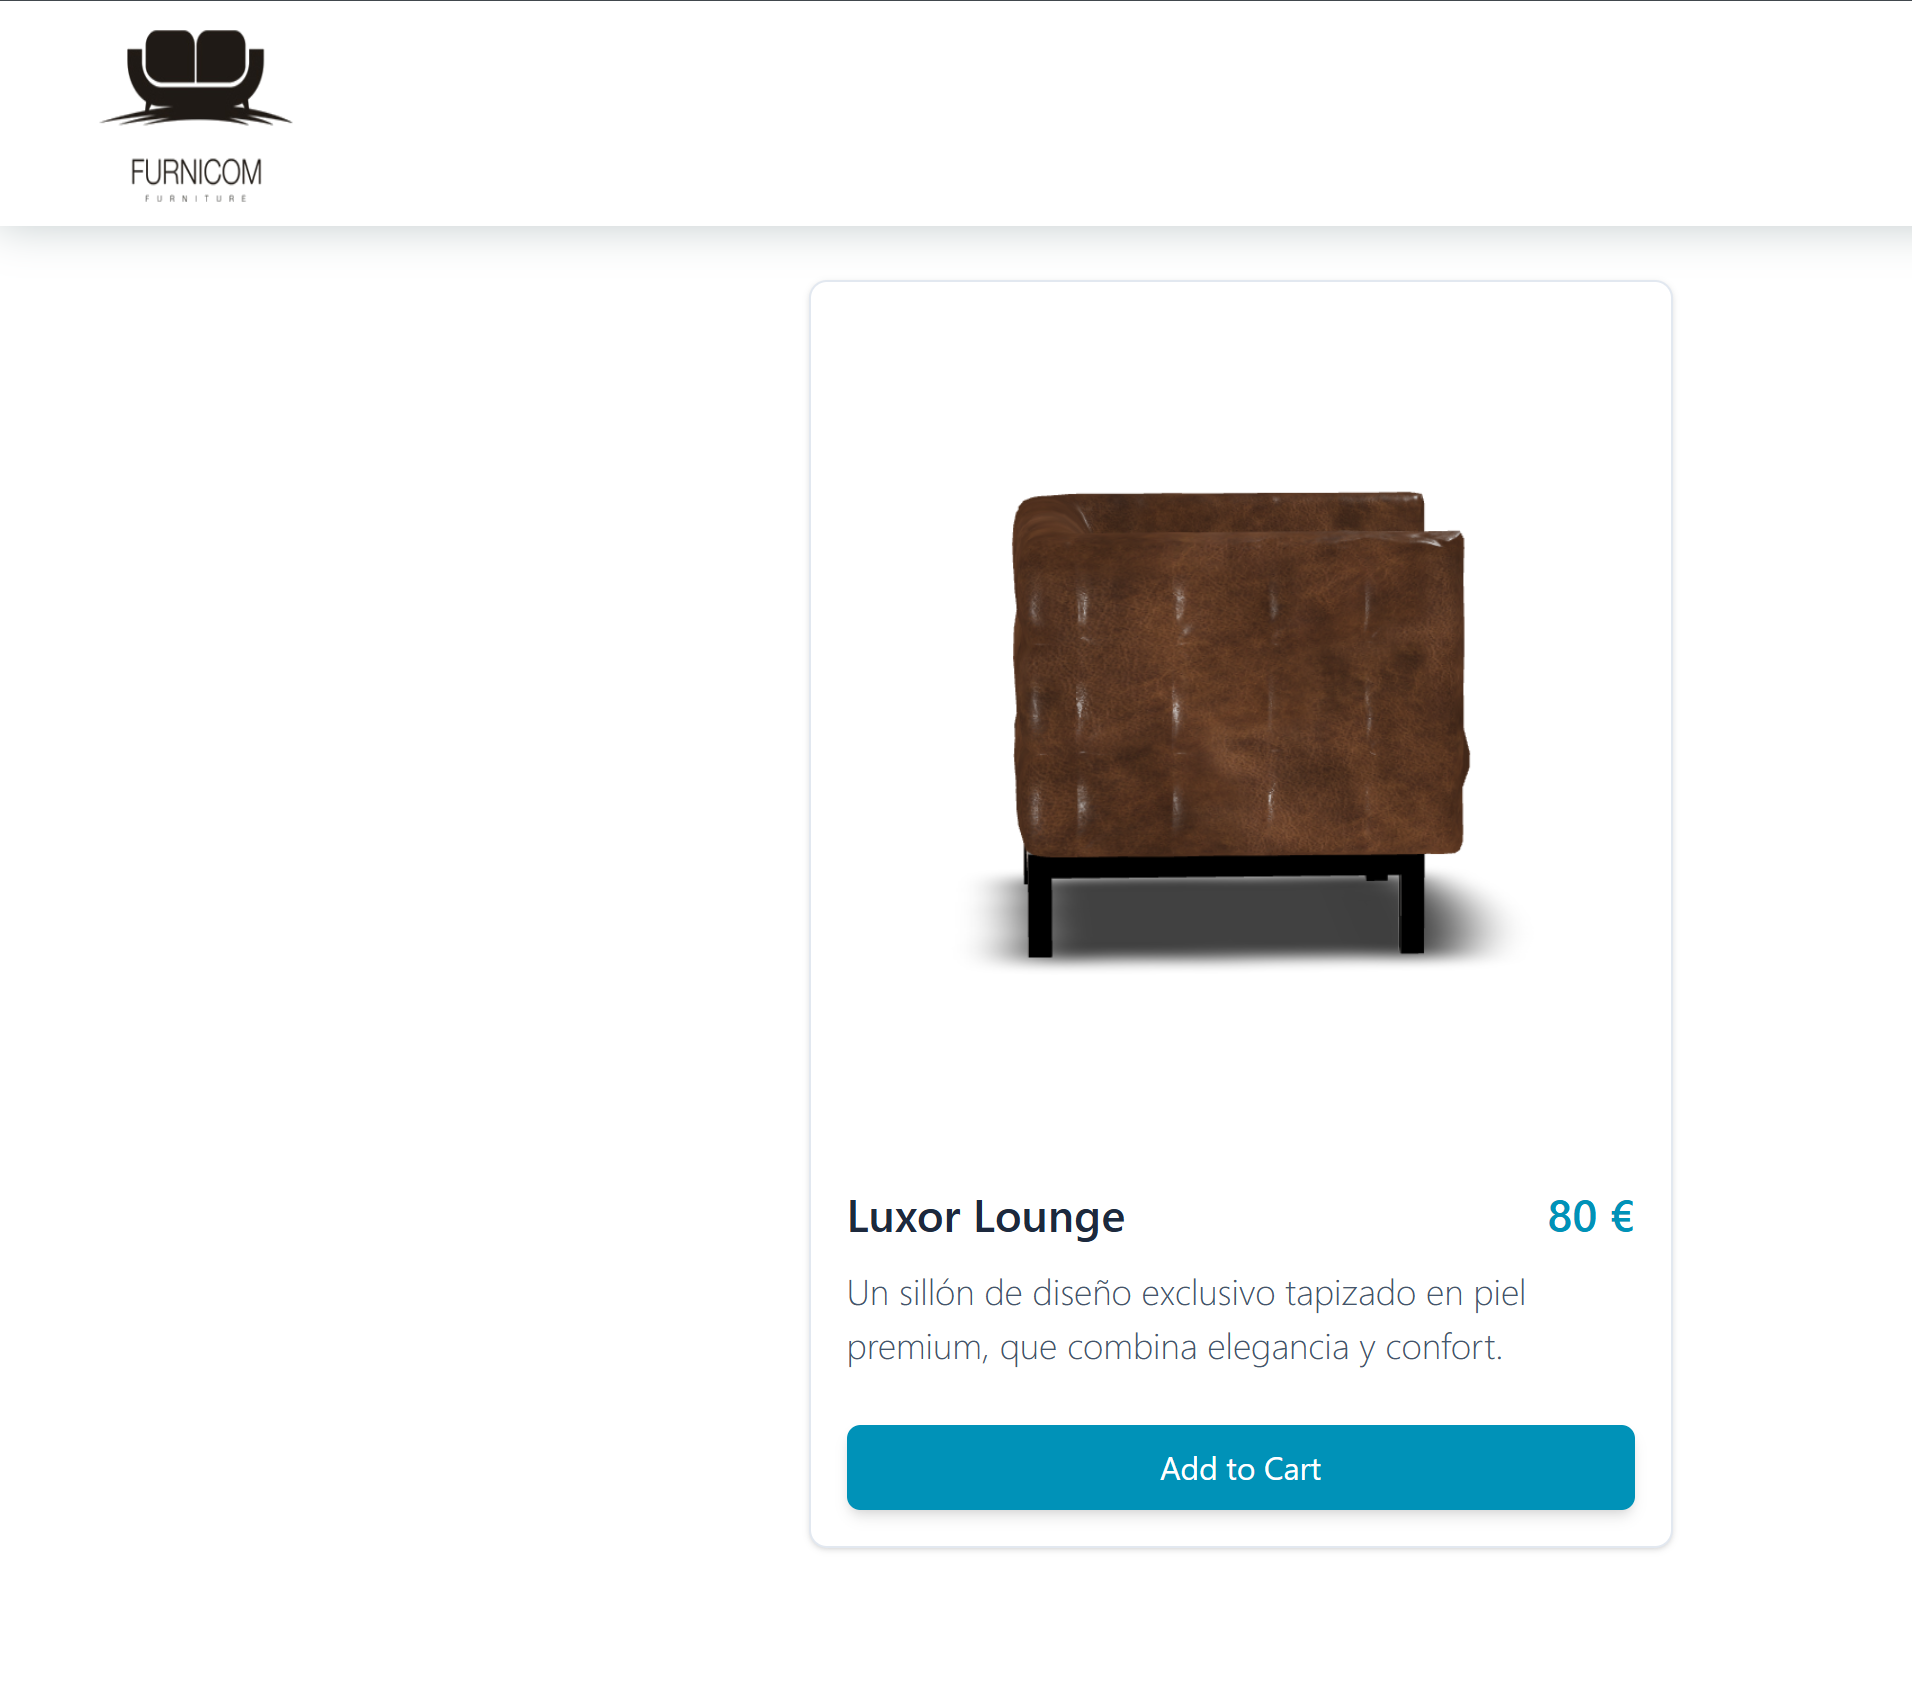 FURNICOM
FURNITURE
Luxor Lounge
80 €
Un sillón de diseño exclusivo tapizado en piel
premium, que combina elegancia y confort.
Add to Cart